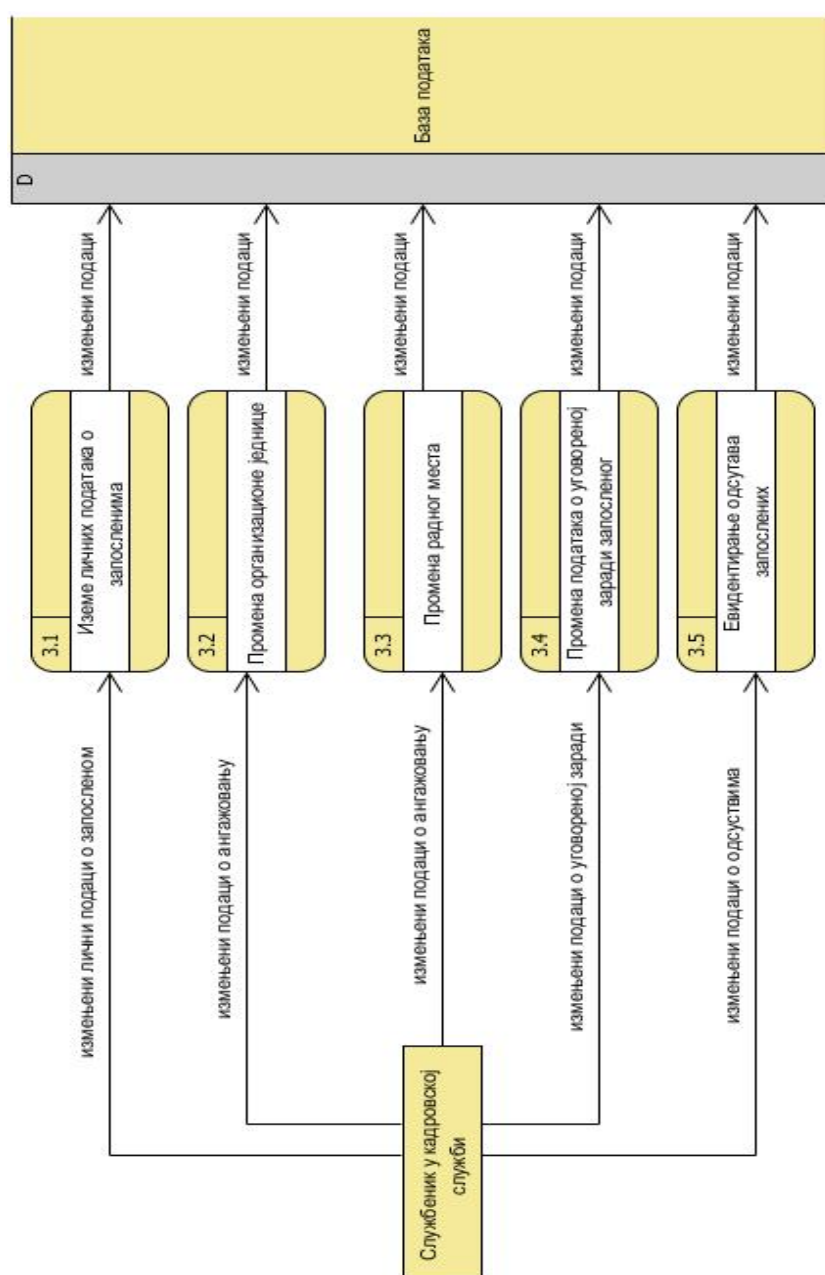 Службеник у кадровској
служби
измењени лични подаци о запосленом
измењени подаци о ангажовању
измењени подаци о ангажовању
измењени подаци о уговореној заради
измењени подаци о одсуствима
3.1
Иземе личних података о
запосленима
3.2
Промена организационе једнице
3.3
Промена радног места
3.4
Промена података о уговореној
заради запосленог
3.5
Евидентирање одсутава
запослених
измењени подаци
измењени подаци
измењени подаци
измењени подаци
измењени подаци
D
База података